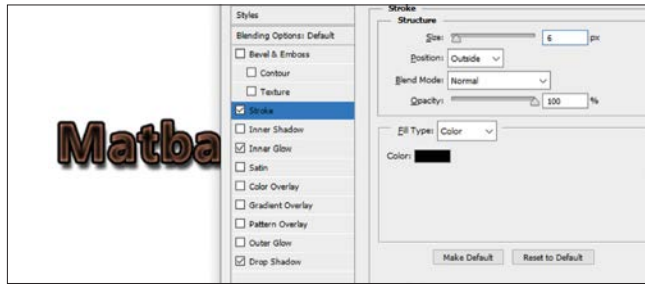 Matba
Styles
Blending Options: Default
Bevel & Emboss
Contour
Texture
Stroke
Inner Shadow
Inner Glow
Satin
Color Overlay
Gradient Overlay
Pattern Overlay
Outer Glow
Drop Shadow
Stroke
Structure
Size: 6 px
Position: Outside
Blend Mode: Normal
Opacity: 100 %
Fill Type: Color
Color:
Make Default Reset to Default